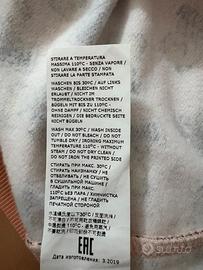 STIRARE A TEMPERATURA
MASSIMA 110°C - SENZA VAPORE /
NON LAVARE A SECCO / NON
STIRARE LA PARTE STAMPATA
WASCHEN BIS 30°C / AUF LINKS
WASCHEN / BLEICHEN NICHT
ERLAUBT / NICHT IM
TROMMELTROCKNER TROCKNEN /
BÜGELN MIT BIS ZU 110°C -
OHNE DAMPF / NICHT CHEMISCH
REINIGEN / DIE BEDRUCKTE SEITE NICHT
BÜGELN
WASH MAX 30°C / WASH INSIDE
OUT / DO NOT BLEACH / DO NOT
TUMBLE DRY / IRONING MAXIMUM
TEMPERATURE 110°C - WITHOUT
STEAM / DO NOT DRY CLEAN /
DO NOT IRON ON PRINTED AREA
СТИРАТЬ ПРИ МАКС. 30°C /
СТИРАТЬ НАИЗНАНКУ / НЕ
ОТБЕЛИВАТЬ / НЕ СУШИТЬ В
ГЛАДИТЬ ПРИ МАКС.
110°C БЕЗ ПАРА / ХИМЧИСТКА
ЗАПРЕЩЕНА / НЕ ГЛАДИТЬ
ПЕЧАТНОЙ СТОРОНОЙ
EAC
Дата изготовления: 3.2019
subito